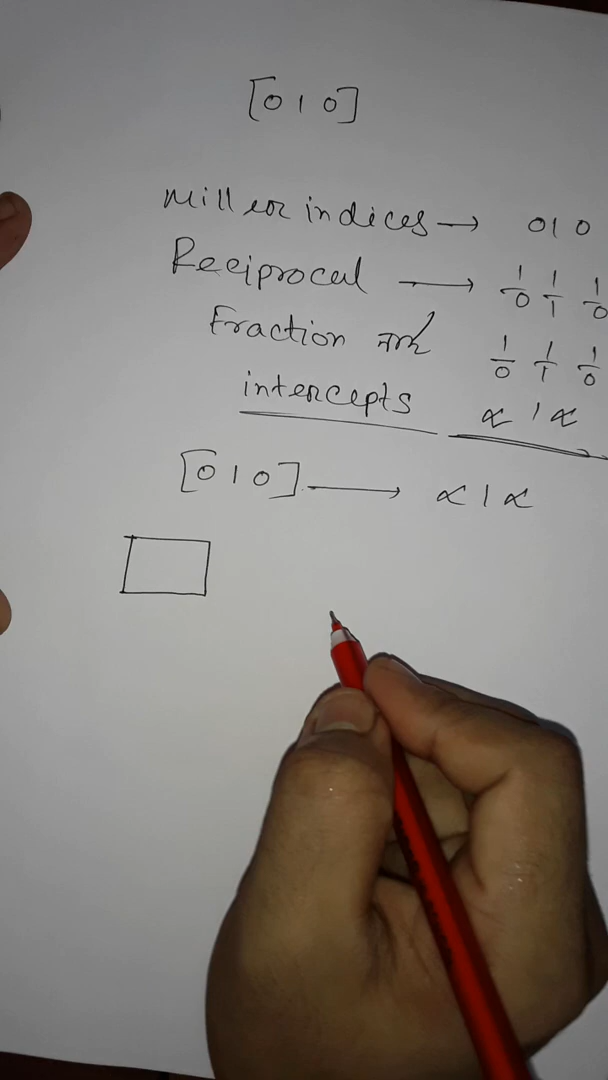 [0 1 0]
Miller indices → 0 1 0
Reciprocal → 1/0 1/1 1/0
Fraction नहीं 1/0 1/1 1/0
intercepts ∝ 1 ∝
[0 1 0] → ∝ 1 ∝